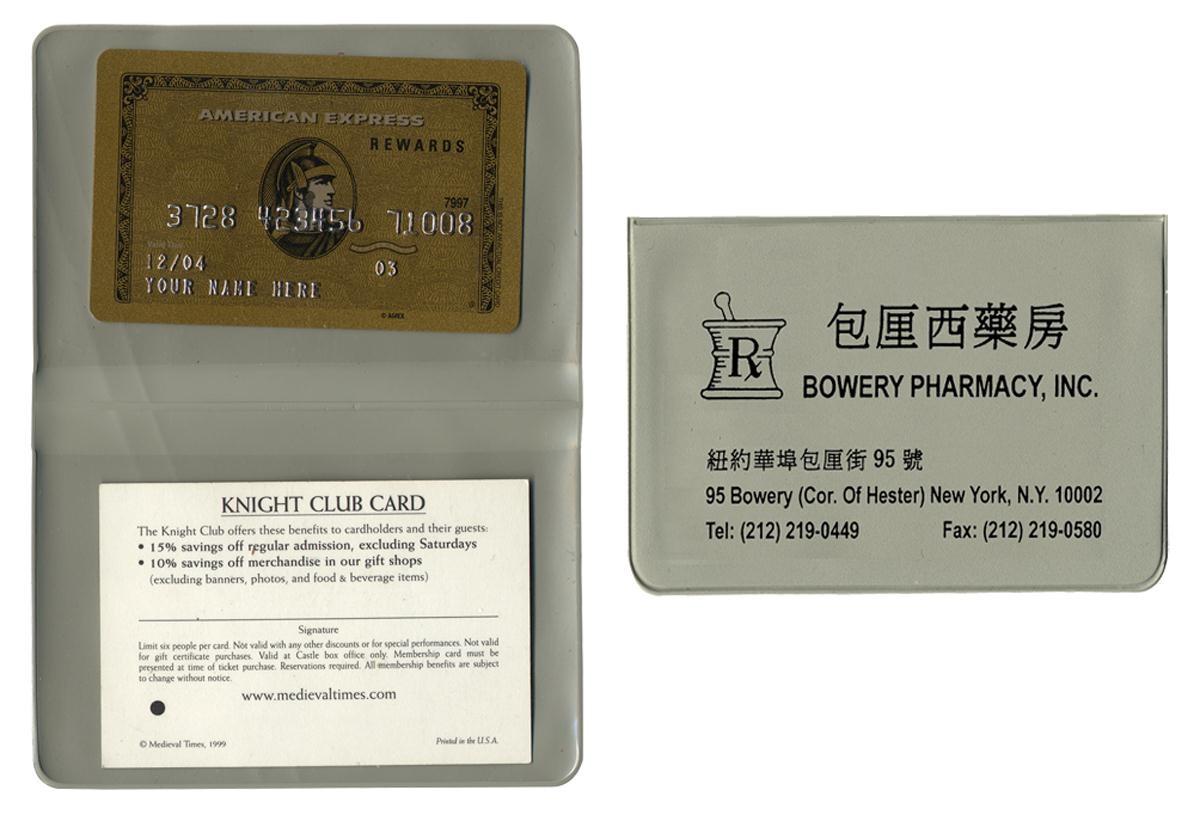 AMERICAN EXPRESS
REWARDS
7997
3728 423456 71008
Valid Thru
12/04 03
YOUR NAME HERE
© AMEX
KNIGHT CLUB CARD
The Knight Club offers these benefits to cardholders and their guests:
• 15% savings off regular admission, excluding Saturdays
• 10% savings off merchandise in our gift shops
(excluding banners, photos, and food & beverage items)
Signature
Limit six people per card. Not valid with any other discounts or for special performances. Not valid
for gift certificate purchases. Valid at Castle box office only. Membership card must be
presented at time of ticket purchase. Reservations required. All membership benefits are subject
to change without notice.
www.medievaltimes.com
© Medieval Times, 1999 Printed in the U.S.A.
Rx
包厘西藥房
BOWERY PHARMACY, INC.
紐約華埠包厘街 95 號
95 Bowery (Cor. Of Hester) New York, N.Y. 10002
Tel: (212) 219-0449 Fax: (212) 219-0580